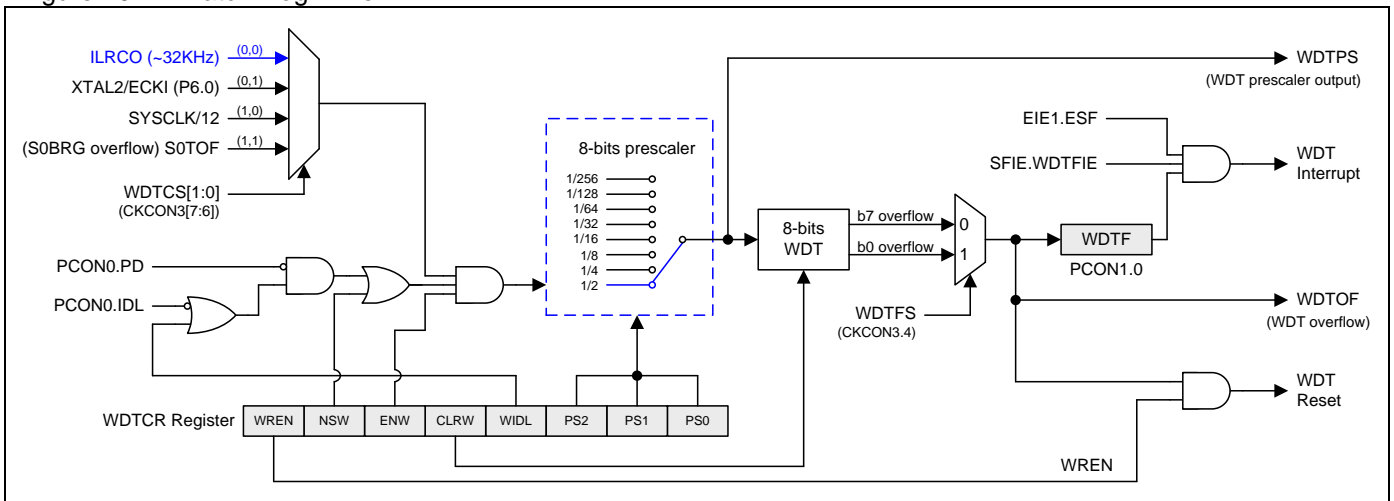 ILRCO (~32KHz)
(0,0)
XTAL2/ECKI (P6.0)
(0,1)
SYSCLK/12
(1,0)
(S0BRG overflow) S0TOF
(1,1)
WDTCS[1:0]
(CKCON3[7:6])
PCON0.PD
PCON0.IDL
8-bits prescaler
1/256
1/128
1/64
1/32
1/16
1/8
1/4
1/2
8-bits
WDT
b7 overflow
b0 overflow
0
1
WDTFS
(CKCON3.4)
WDTPS
(WDT prescaler output)
EIE1.ESF
SFIE.WDTFIE
WDT
Interrupt
WDTF
PCON1.0
WDTOF
(WDT overflow)
WDT
Reset
WREN
WDTCR Register
WREN
NSW
ENW
CLRW
WIDL
PS2
PS1
PS0